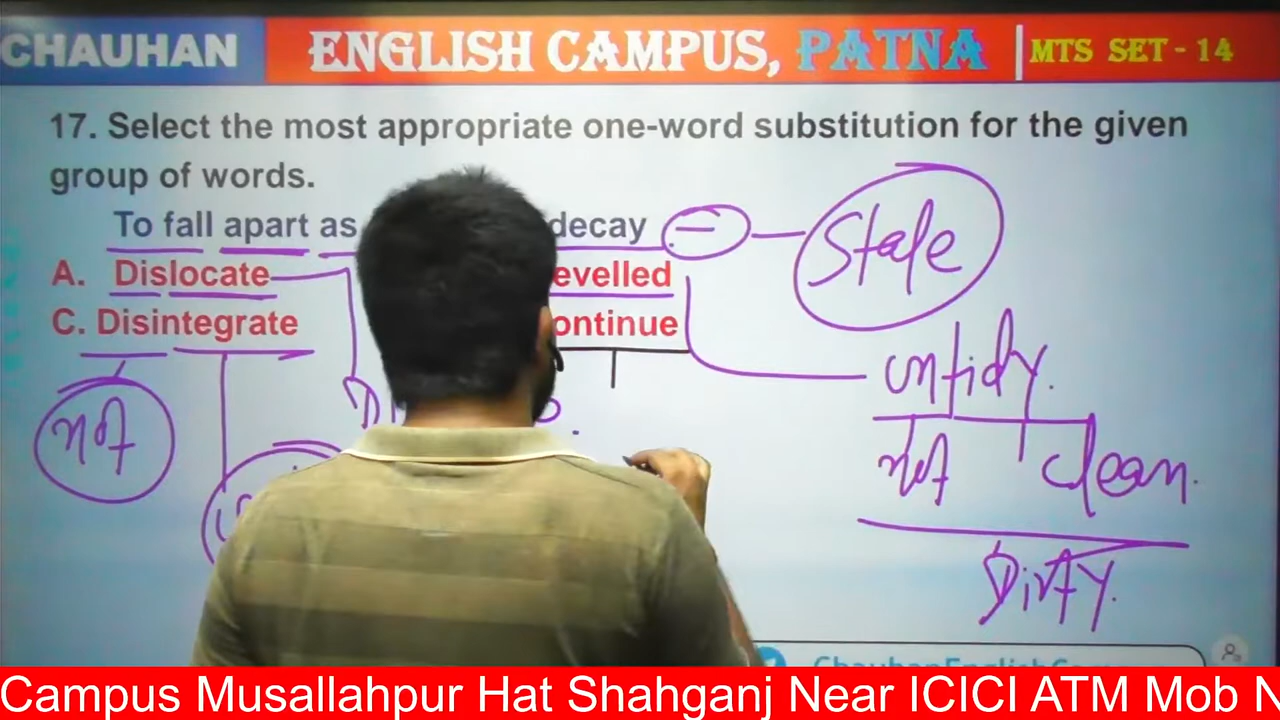 CHAUHAN ENGLISH CAMPUS, PATNA MTS SET - 14
17. Select the most appropriate one-word substitution for the given
group of words.
To fall apart as decay — Stale
A. Dislocate evelled
C. Disintegrate ontinue
untidy.
not
not clean.
Dirty.
Campus Musallahpur Hat Shahganj Near ICICI ATM Mob N